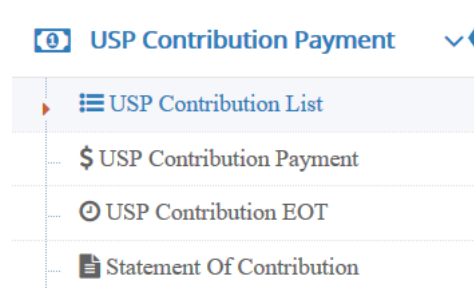 USP Contribution Payment
USP Contribution List
$ USP Contribution Payment
USP Contribution EOT
Statement Of Contribution